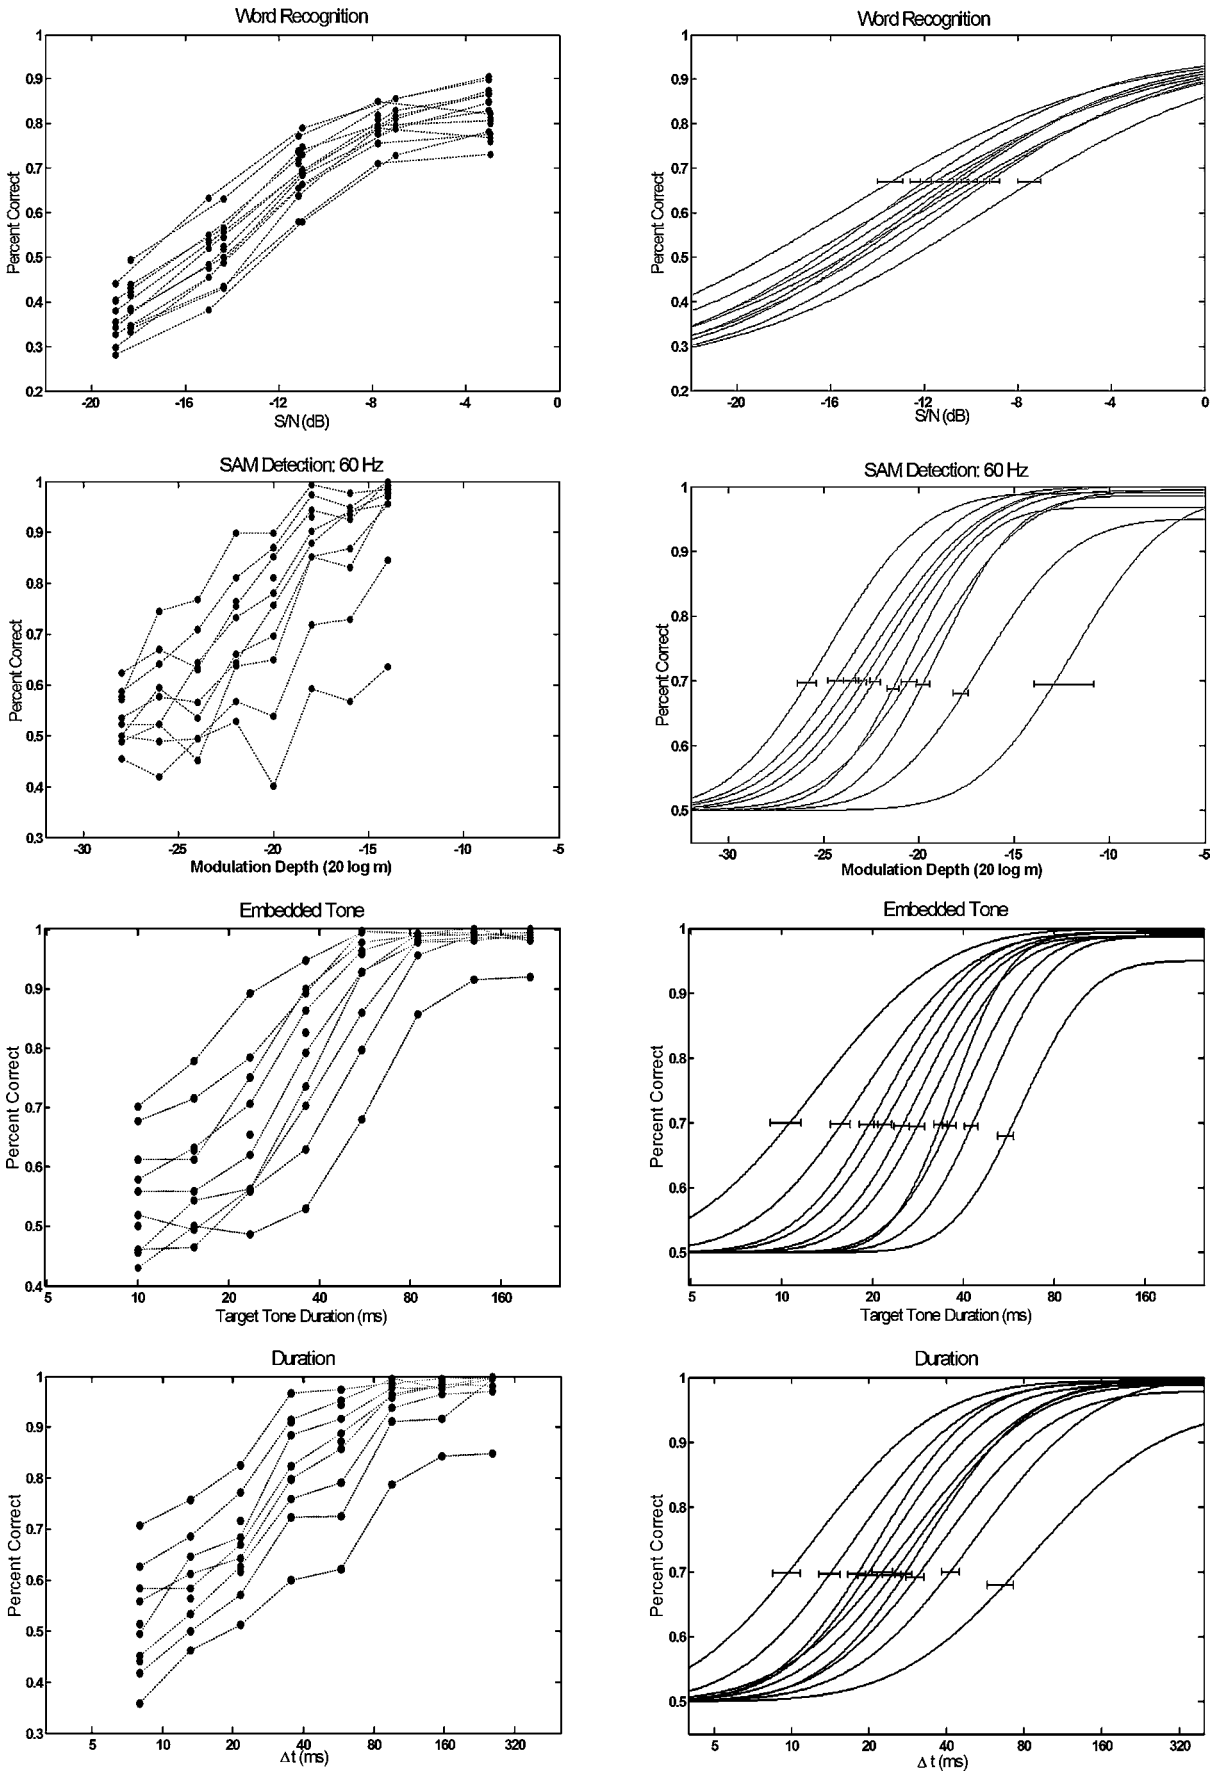 Word Recognition
1
0.9
0.8
0.7
0.6
0.5
0.4
0.3
0.2
Percent Correct
-20 -16 -12 -8 -4 0
S/N (dB)
Word Recognition
1
0.9
0.8
0.7
0.6
0.5
0.4
0.3
0.2
Percent Correct
-20 -16 -12 -8 -4 0
S/N (dB)
SAM Detection: 60 Hz
1
0.9
0.8
0.7
0.6
0.5
0.4
0.3
Percent Correct
-30 -25 -20 -15 -10 -5
Modulation Depth (20 log m)
SAM Detection: 60 Hz
1
0.9
0.8
0.7
0.6
0.5
Percent Correct
-30 -25 -20 -15 -10 -5
Modulation Depth (20 log m)
Embedded Tone
1
0.9
0.8
0.7
0.6
0.5
0.4
Percent Correct
5 10 20 40 80 160
Target Tone Duration (ms)
Embedded Tone
1
0.9
0.8
0.7
0.6
0.5
Percent Correct
5 10 20 40 80 160
Target Tone Duration (ms)
Duration
1
0.9
0.8
0.7
0.6
0.5
0.4
0.3
Percent Correct
5 10 20 40 80 160 320
Δt (ms)
Duration
1
0.9
0.8
0.7
0.6
0.5
Percent Correct
5 10 20 40 80 160 320
Δ t (ms)